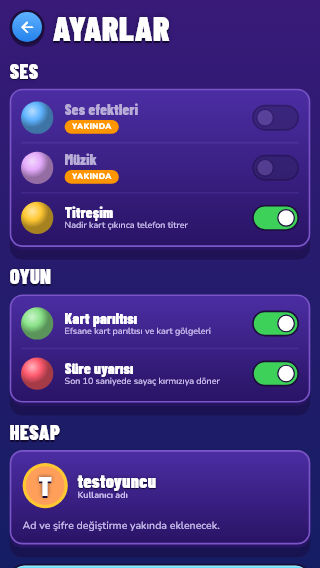 AYARLAR
SES
Ses efektleri
YAKINDA
Müzik
YAKINDA
Titreşim
Nadir kart çıkınca telefon titrer
OYUN
Kart parıltısı
Efsane kart parıltısı ve kart gölgeleri
Süre uyarısı
Son 10 saniyede sayaç kırmızıya döner
HESAP
T
testoyuncu
Kullanıcı adı
Ad ve şifre değiştirme yakında eklenecek.